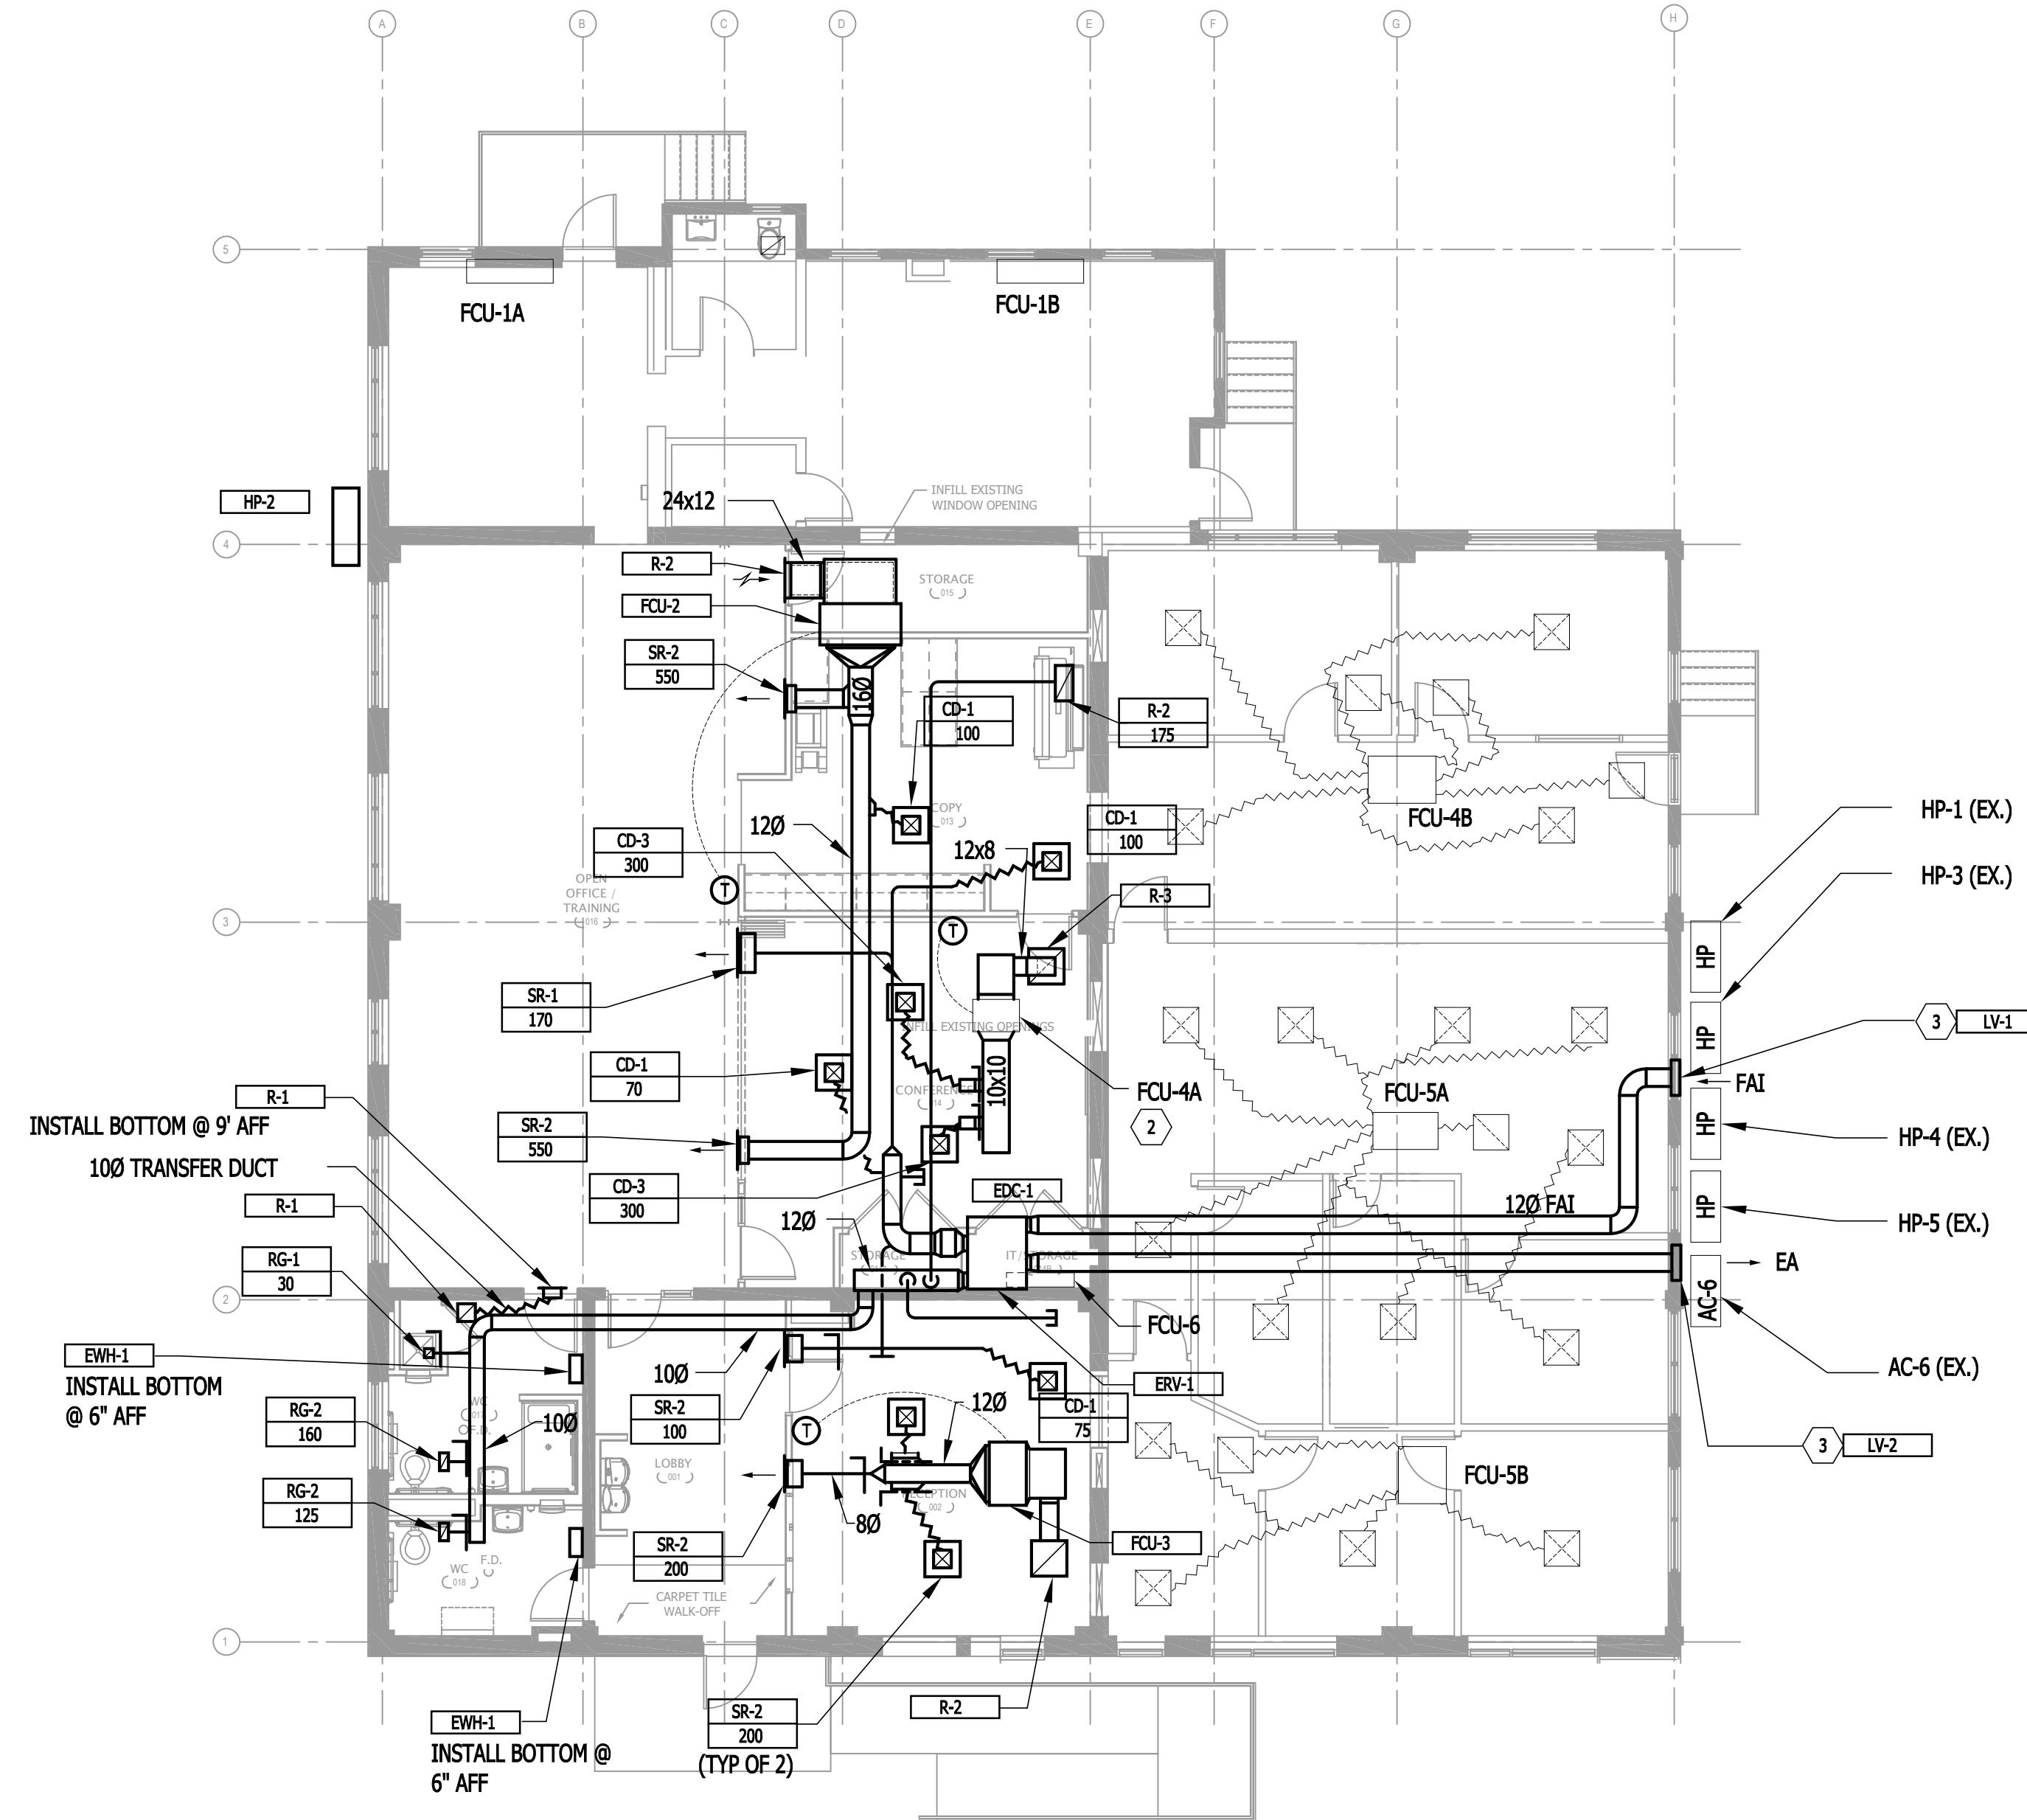 A
B
C
D
E
F
G
H
5
FCU-1A
FCU-1B
24x12
INFILL EXISTING
WINDOW OPENING
HP-2
4
R-2
STORAGE
015
FCU-2
SR-2
550
16Ø
CD-1
100
R-2
175
COPY
013
12Ø
CD-3
300
12x8
CD-1
100
FCU-4B
HP-1 (EX.)
HP-3 (EX.)
OPEN
OFFICE /
TRAINING
016
T
R-3
3
T
HP
SR-1
170
INFILL EXISTING OPENINGS
HP
3
LV-1
CD-1
70
10x10
CONFERENCE
014
FCU-4A
2
FCU-5A
FAI
R-1
INSTALL BOTTOM @ 9' AFF
SR-2
550
HP
HP-4 (EX.)
10Ø TRANSFER DUCT
CD-3
300
EDC-1
R-1
12Ø
12Ø FAI
HP
HP-5 (EX.)
RG-1
30
STORAGE
IT/STORAGE
EA
2
AC-6
FCU-6
EWH-1
INSTALL BOTTOM
@ 6" AFF
10Ø
ERV-1
AC-6 (EX.)
RG-2
160
WC
017
F.D.
10Ø
SR-2
100
12Ø
CD-1
75
T
3
LV-2
LOBBY
001
FCU-5B
RG-2
125
RECEPTION
002
8Ø
FCU-3
SR-2
200
WC
018
F.D.
CARPET TILE
WALK-OFF
1
EWH-1
INSTALL BOTTOM @
6" AFF
SR-2
200
(TYP OF 2)
R-2